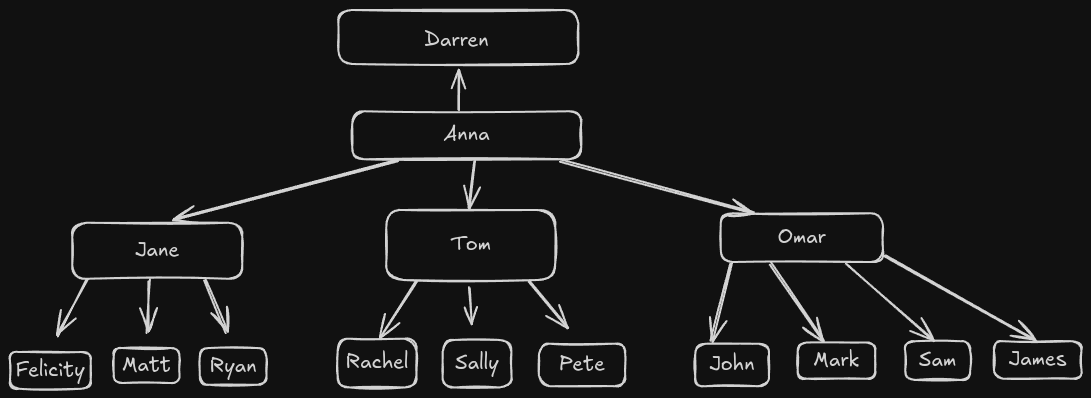 Darren
Anna
Jane
Tom
Omar
Felicity
Matt
Ryan
Rachel
Sally
Pete
John
Mark
Sam
James